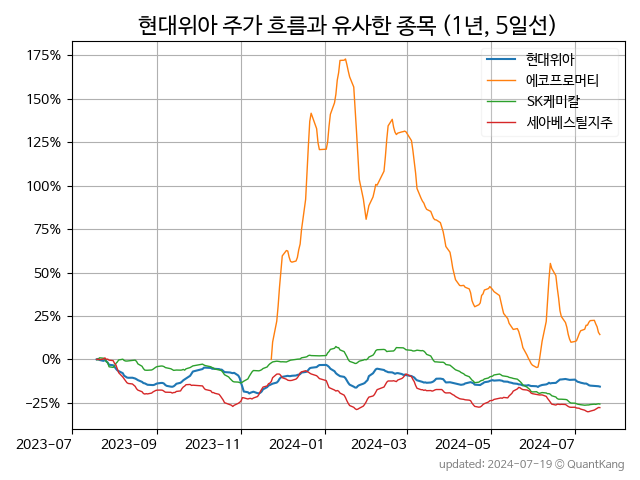 현대위아 주가 흐름과 유사한 종목 (1년, 5일선)
175%
150%
125%
100%
75%
50%
25%
0%
−25%
현대위아
에코프로머티
SK케미칼
세아베스틸지주
2023-07 2023-09 2023-11 2024-01 2024-03 2024-05 2024-07
updated: 2024-07-19 © QuantKang